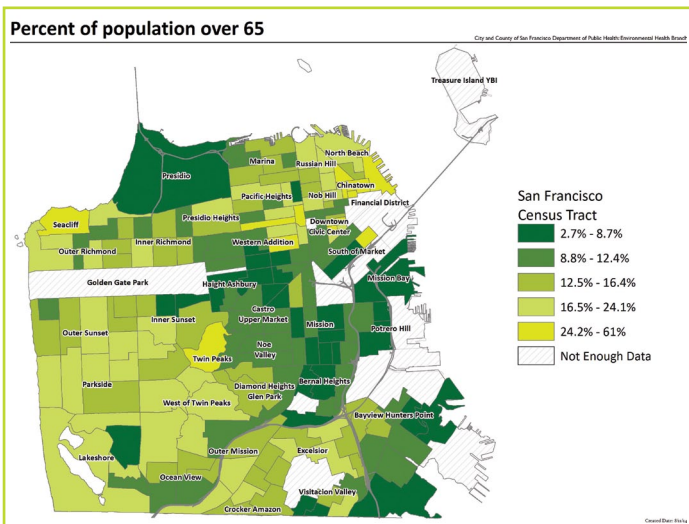 Percent of population over 65
City and County of San Francisco Department of Public Health: Environmental Health Branch
Treasure Island YBI
North Beach
Marina
Russian Hill
Presidio
Chinatown
Pacific Heights
Nob Hill
Financial District
Presidio Heights
Downtown
Civic Center
Seacliff
Inner Richmond
Western Addition
Outer Richmond
South of Market
Mission Bay
Golden Gate Park
Haight Ashbury
Castro
Upper Market
Inner Sunset
Mission
Potrero Hill
Outer Sunset
Noe
Valley
Twin Peaks
Parkside
Diamond Heights
Glen Park
Bernal Heights
West of Twin Peaks
Bayview Hunters Point
Lakeshore
Outer Mission
Excelsior
Ocean View
Visitacion Valley
Crocker Amazon
San Francisco
Census Tract
2.7% - 8.7%
8.8% - 12.4%
12.5% - 16.4%
16.5% - 24.1%
24.2% - 61%
Not Enough Data
Created Date: